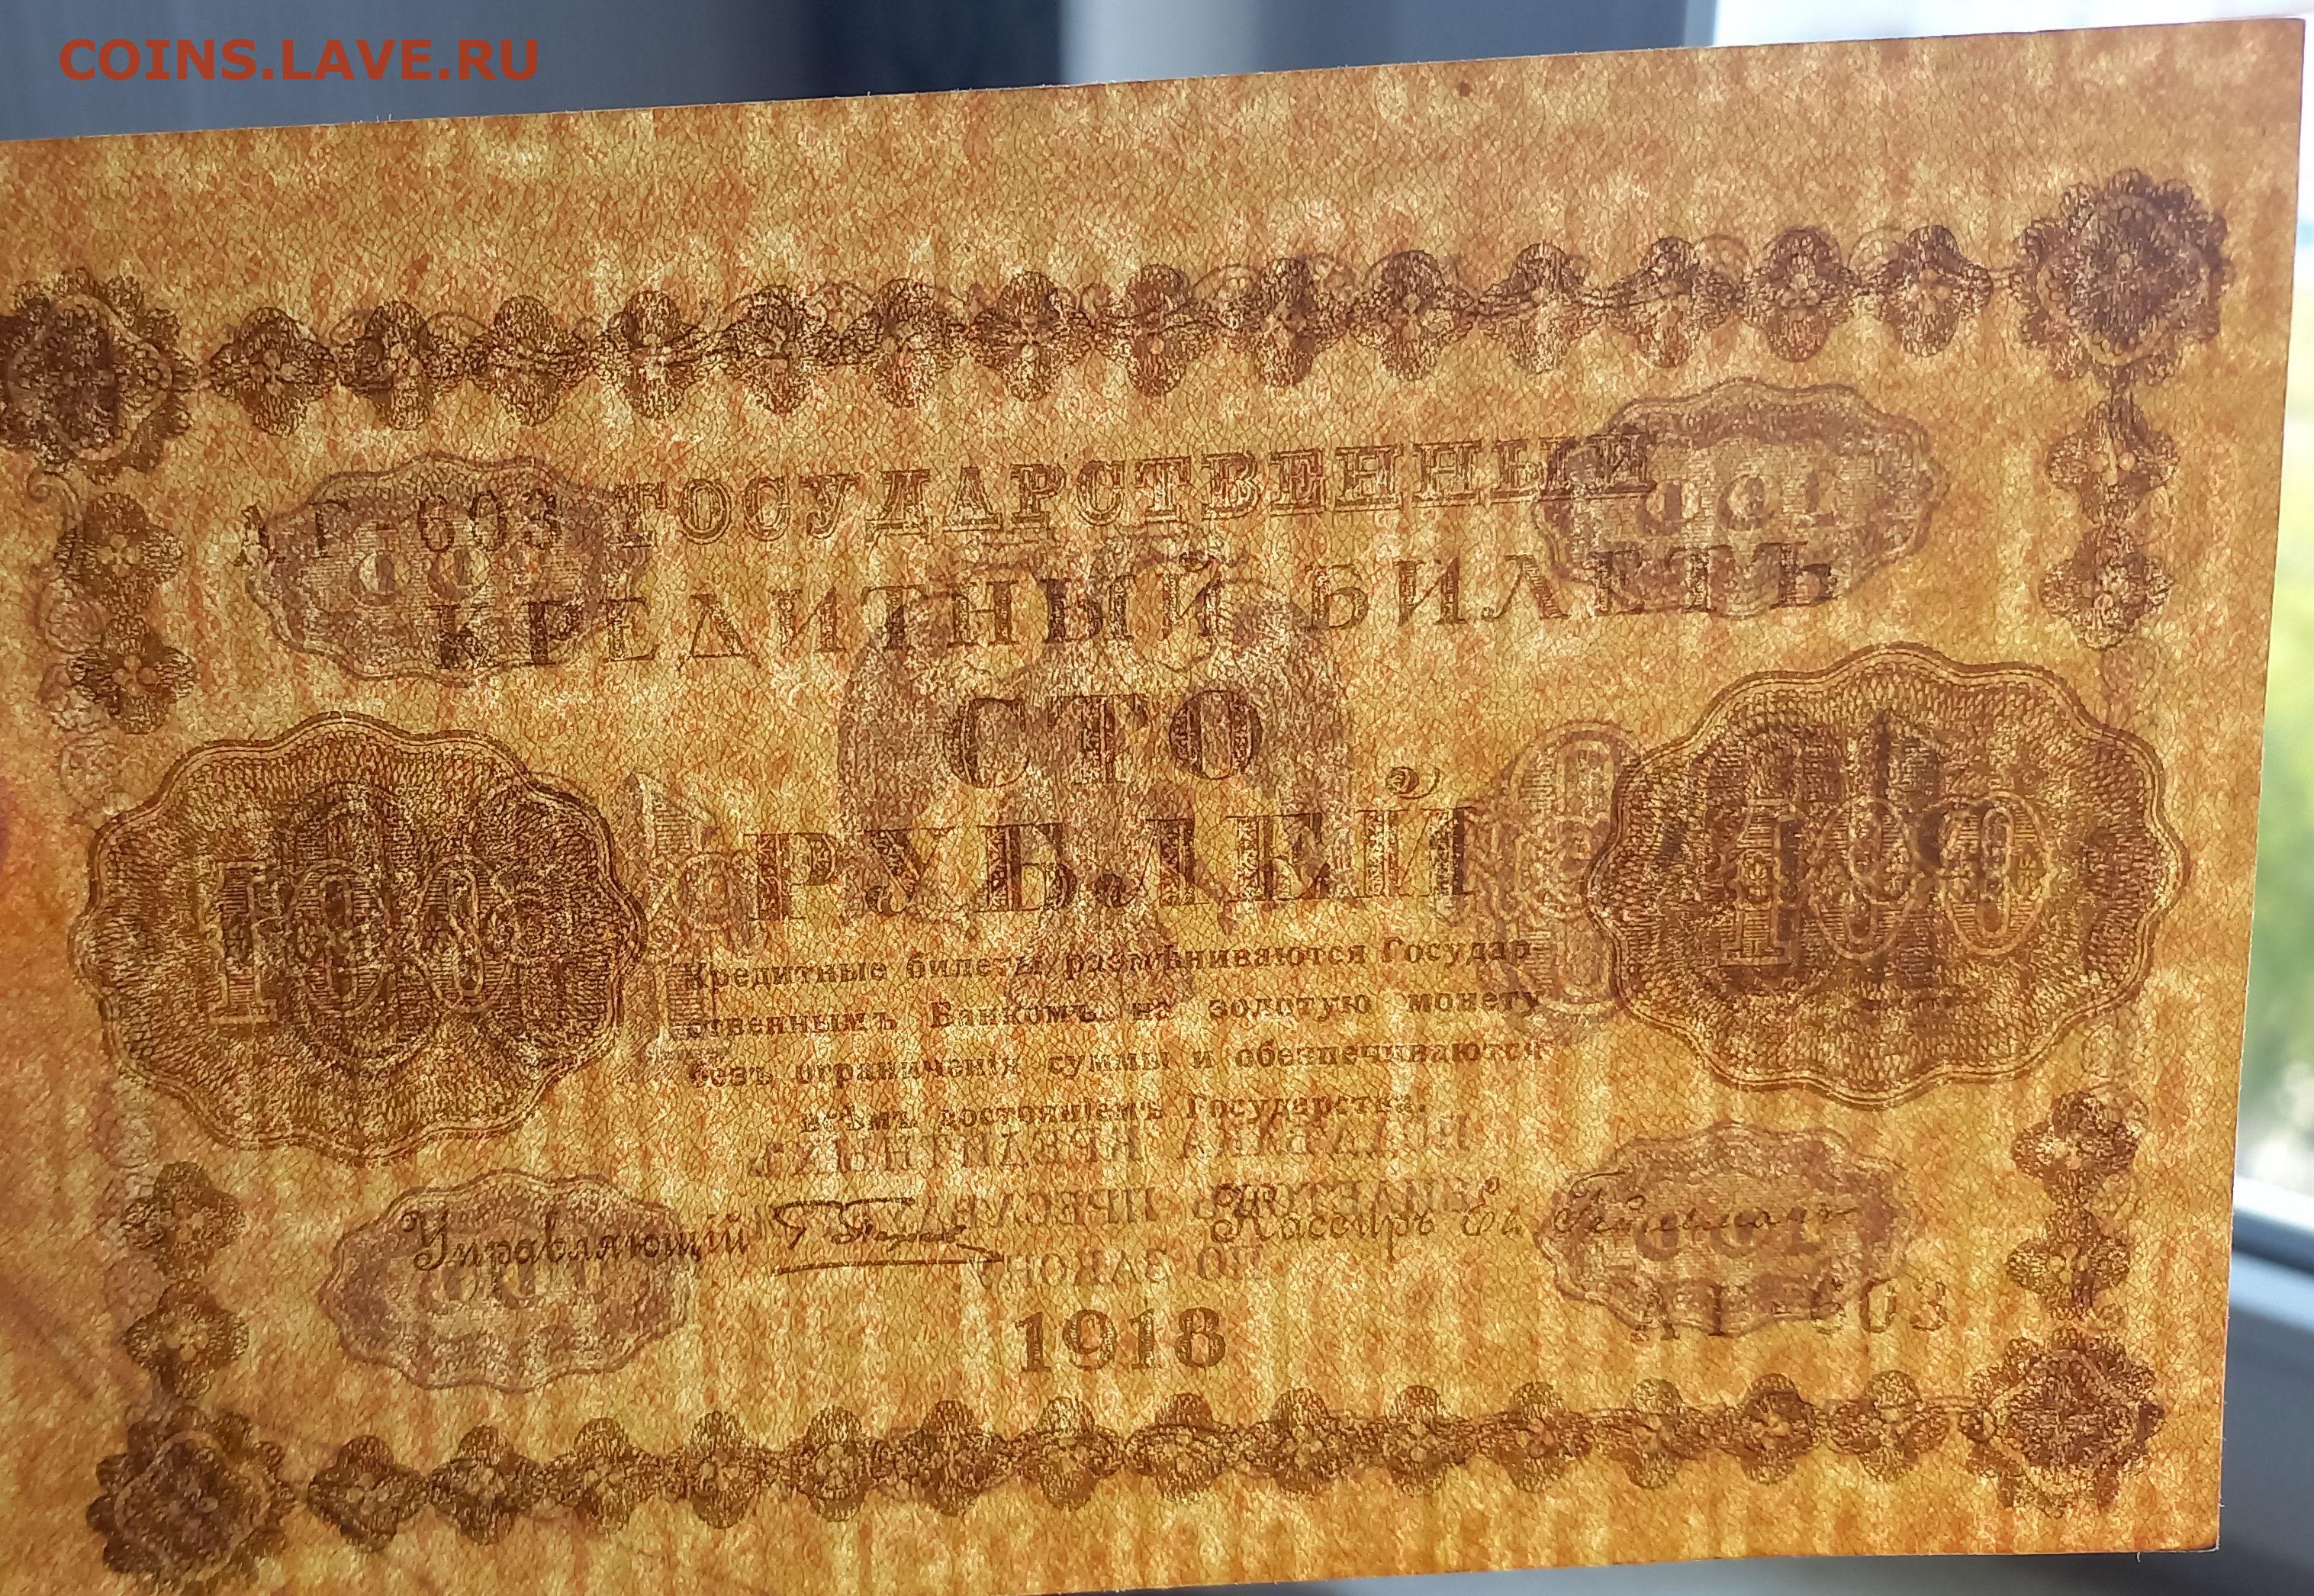 COINS.LAVE.RU
АГ-603 ГОСУДАРСТВЕННЫЙ
КРЕДИТНЫЙ БИЛЕТЪ
СТО
РУБЛЕЙ
100
100
Кредитные билеты размѣниваются Государ-
ственнымъ Банкомъ на золотую монету
безъ ограниченія суммы и обезпечиваются
всѣмъ достояніемъ Государства.
Управляющій
Кассиръ
АГ-603
1918